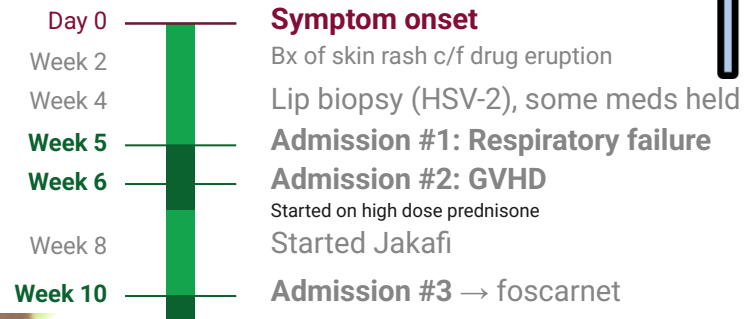 Day 0 Symptom onset
Week 2 Bx of skin rash c/f drug eruption
Week 4 Lip biopsy (HSV-2), some meds held
Week 5 Admission #1: Respiratory failure
Week 6 Admission #2: GVHD
Started on high dose prednisone
Week 8 Started Jakafi
Week 10 Admission #3 → foscarnet